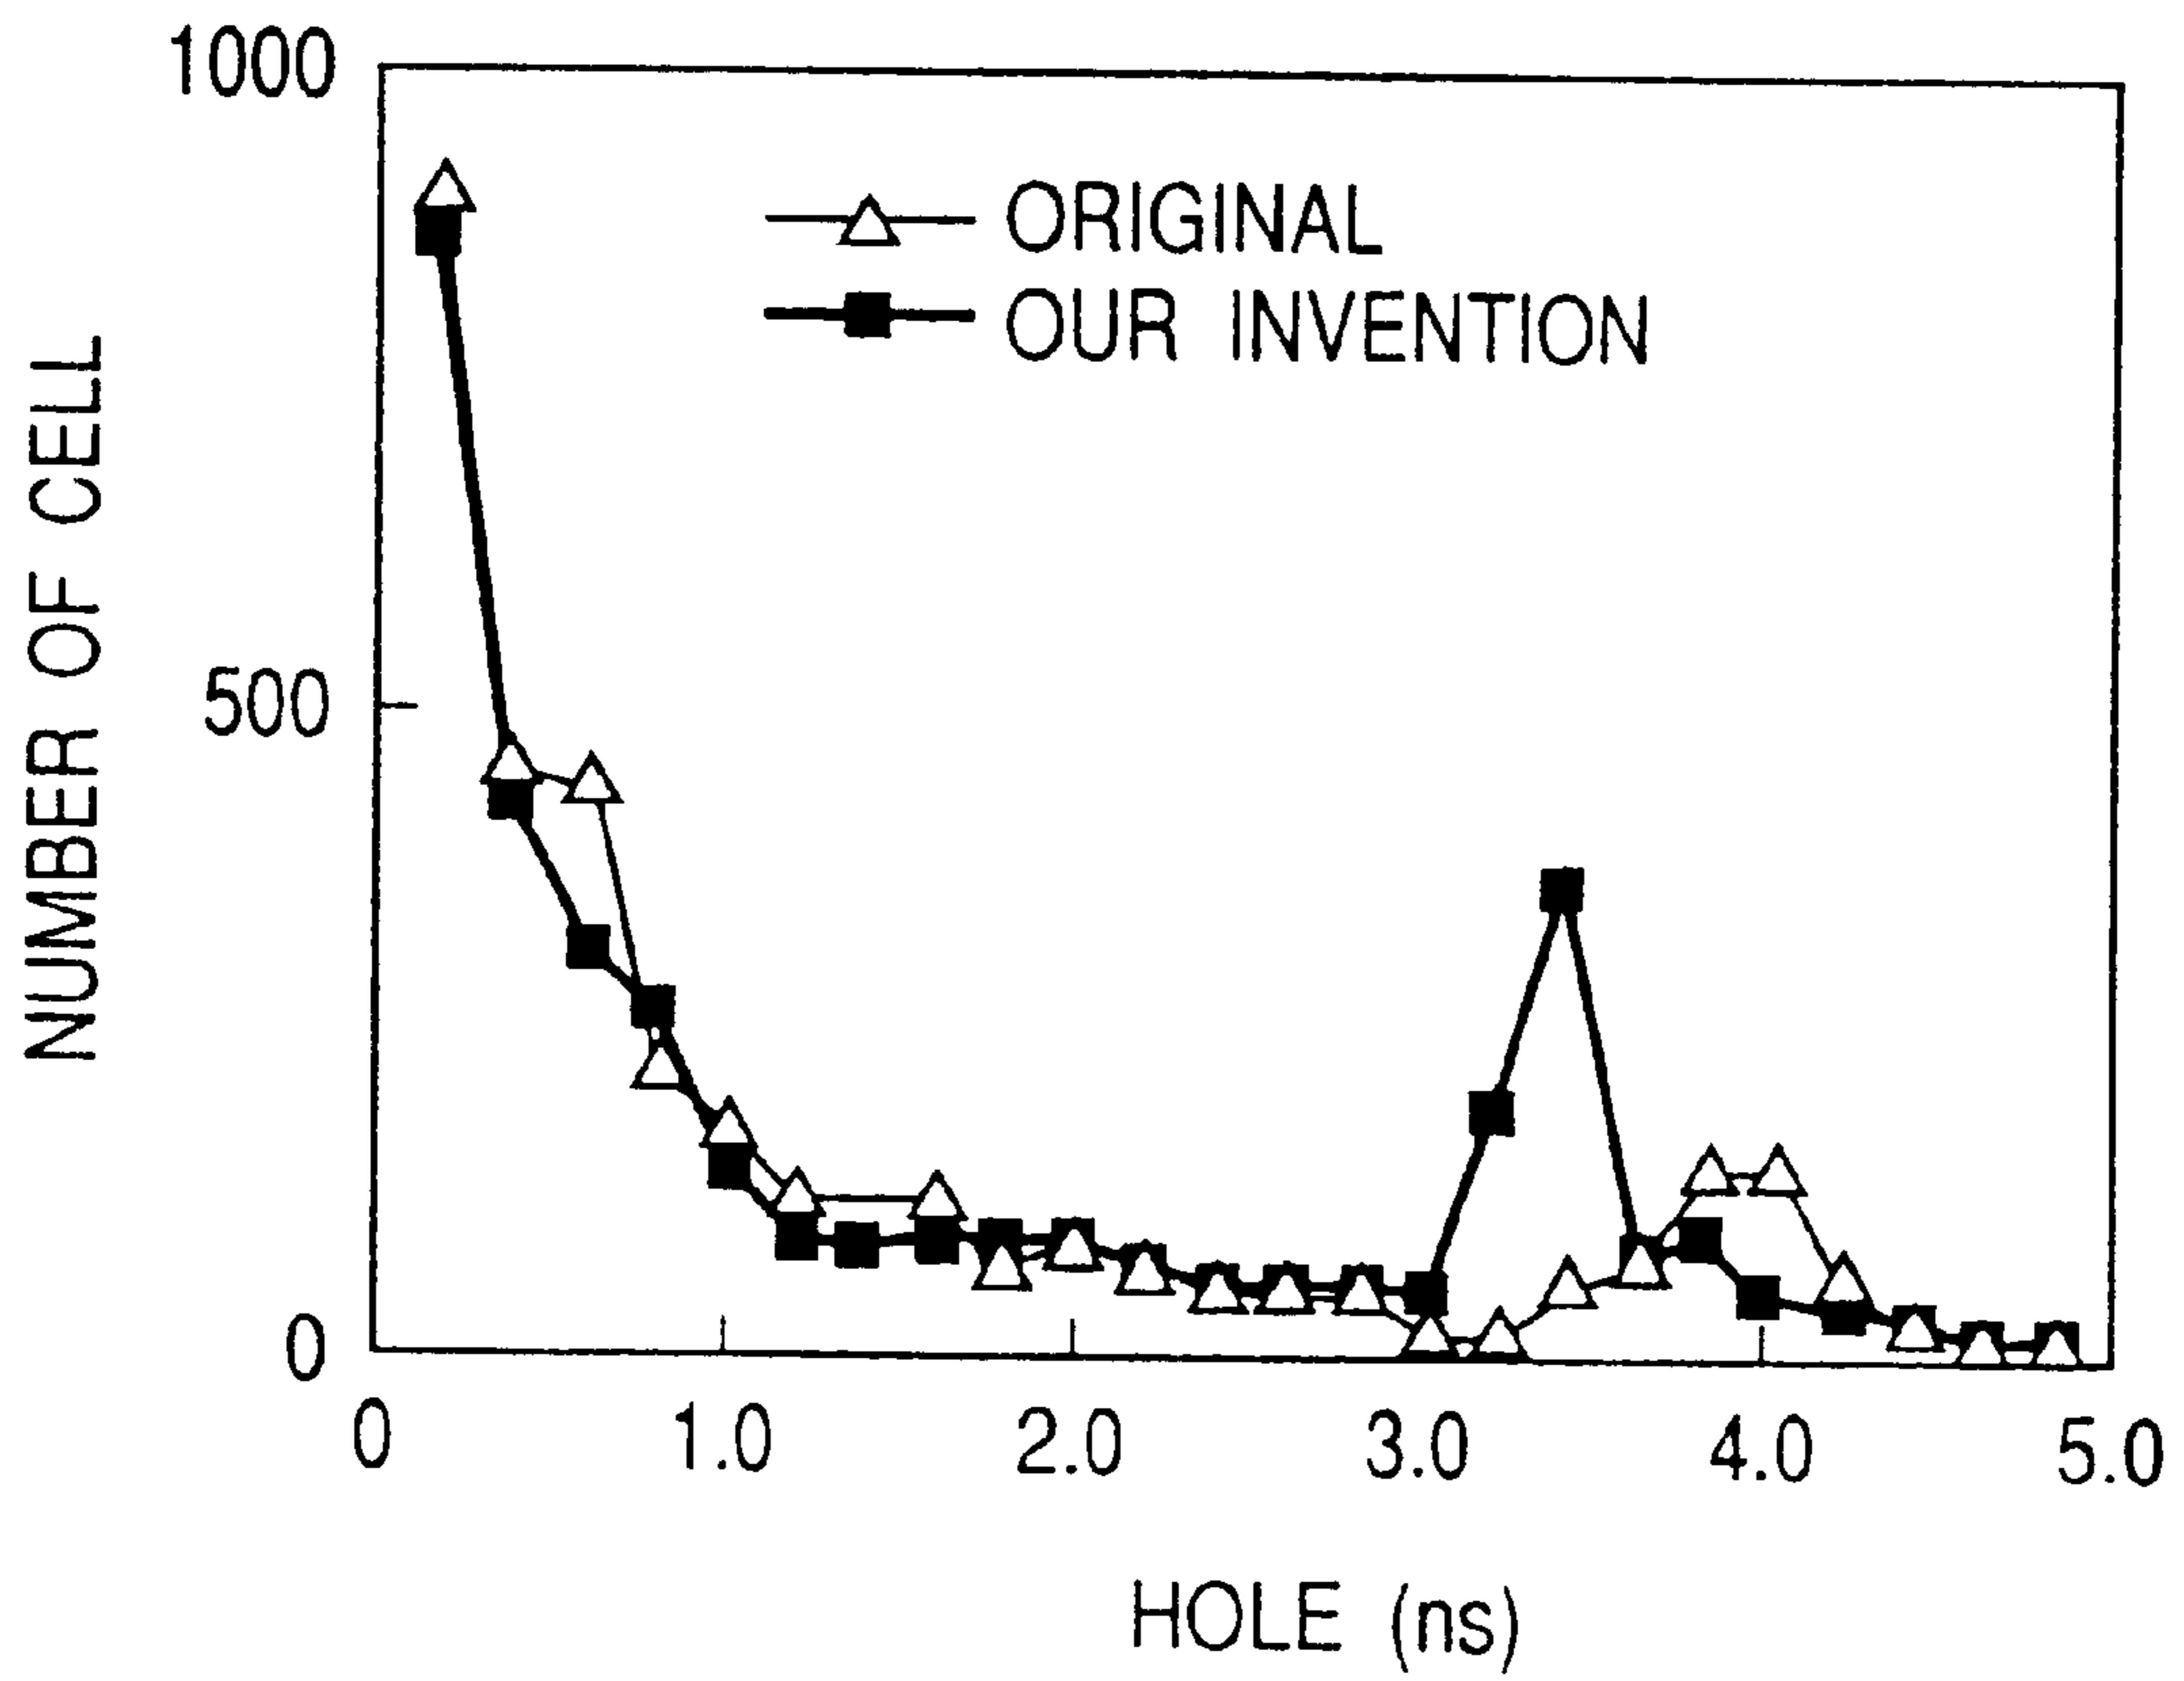 1000
ORIGINAL
OUR INVENTION
NUMBER OF CELL
500
0
0 1.0 2.0 3.0 4.0 5.0
HOLE (ns)